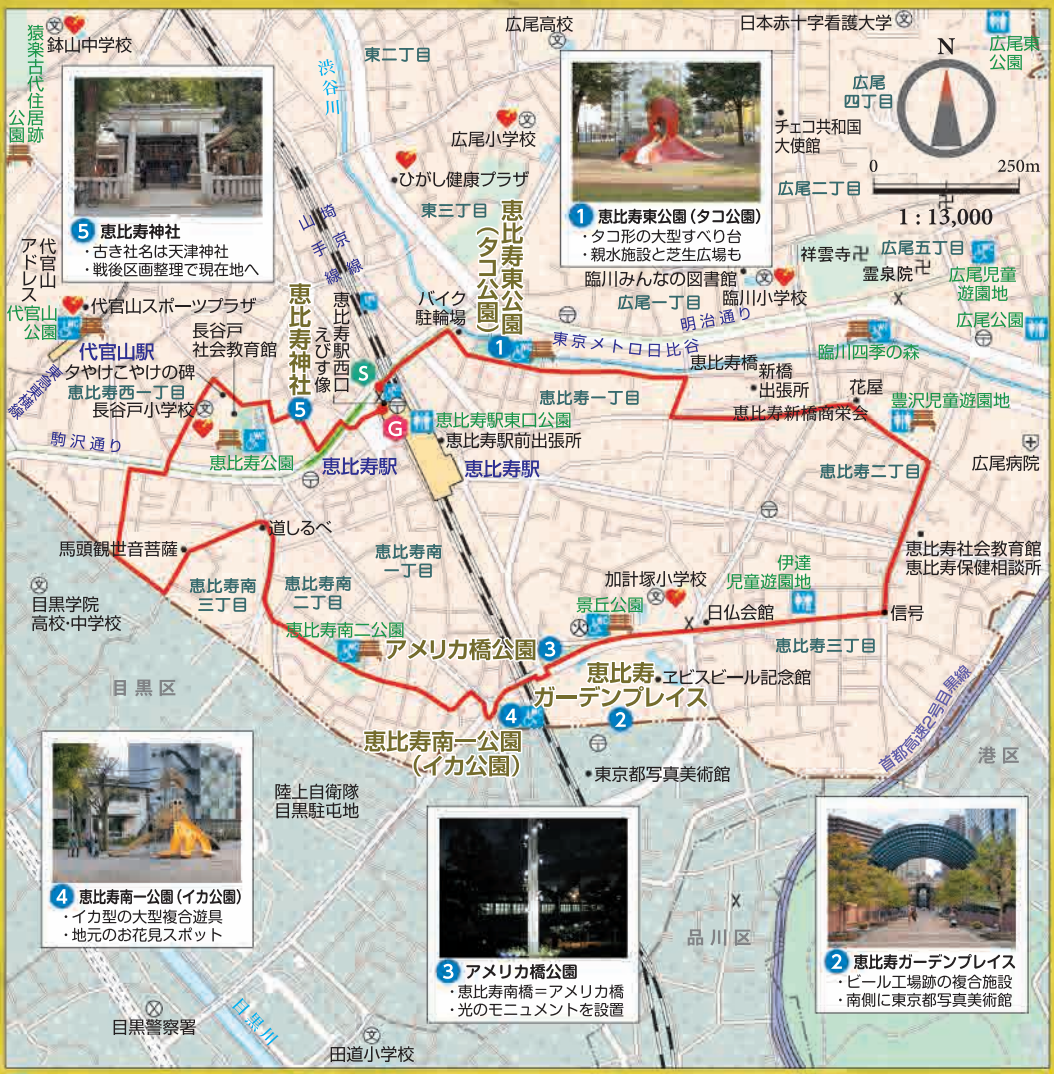 猿楽古代住居跡
公園
文
鉢山中学校
渋谷川
東二丁目
広尾高校
文
日本赤十字看護大学
文
広尾東
公園
N
広尾
四丁目
チェコ共和国
大使館
0
250m
1：13,000
広尾二丁目
文
広尾小学校
ひがし健康プラザ
東三丁目
5 恵比寿神社
・古き社名は天津神社
・戦後区画整理で現在地へ
1 恵比寿東公園（タコ公園）
・タコ形の大型すべり台
・親水施設と芝生広場も
山手線
埼京線
代官山
アドレス
代官山スポーツプラザ
代官山
公園
代官山駅
東急東横線
長谷戸
社会教育館
夕やけこやけの碑
恵比寿西一丁目
長谷戸小学校
文
恵比寿神社
5
恵比寿駅西口
えびす像
バイク
駐輪場
恵比寿東公園
（タコ公園）
1
臨川みんなの図書館
文
臨川小学校
広尾一丁目
明治通り
東京メトロ日比谷
祥雲寺卍
広尾五丁目
霊泉院
卍
広尾児童
遊園地
広尾公園
臨川四季の森
恵比寿橋
新橋
出張所
花屋
恵比寿一丁目
恵比寿新橋商栄会
豊沢児童遊園地
S
G
恵比寿駅東口公園
恵比寿駅前出張所
恵比寿駅
恵比寿駅
駒沢通り
恵比寿公園
広尾病院
恵比寿二丁目
道しるべ
馬頭観世音菩薩
恵比寿南
一丁目
恵比寿南
三丁目
恵比寿南
二丁目
恵比寿南二公園
文
目黒学院
高校・中学校
恵比寿社会教育館
恵比寿保健相談所
伊達
児童遊園地
加計塚小学校
文
景丘公園
日仏会館
信号
恵比寿三丁目
アメリカ橋公園 3
恵比寿
ガーデンプレイス
2
ヱビスビール記念館
4
恵比寿南一公園
（イカ公園）
東京都写真美術館
首都高速2号目黒線
目黒区
港区
品川区
陸上自衛隊
目黒駐屯地
4 恵比寿南一公園（イカ公園）
・イカ型の大型複合遊具
・地元のお花見スポット
3 アメリカ橋公園
・恵比寿南橋＝アメリカ橋
・光のモニュメントを設置
2 恵比寿ガーデンプレイス
・ビール工場跡の複合施設
・南側に東京都写真美術館
目黒警察署
目黒川
文
田道小学校